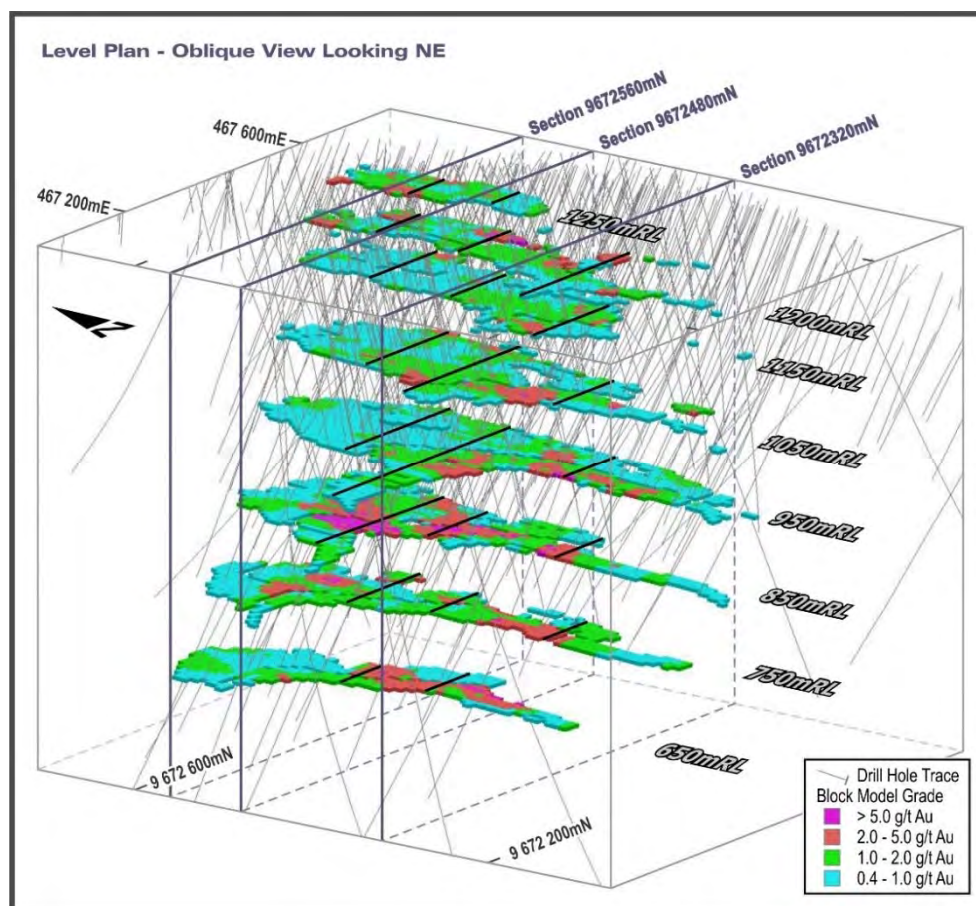 Level Plan - Oblique View Looking NE
Section 9672560mN
Section 9672480mN
Section 9672320mN
467 600mE
467 200mE
1250mRL
N
1200mRL
1150mRL
1050mRL
950mRL
850mRL
750mRL
650mRL
9 672 600mN
9 672 200mN
Drill Hole Trace
Block Model Grade
> 5.0 g/t Au
2.0 - 5.0 g/t Au
1.0 - 2.0 g/t Au
0.4 - 1.0 g/t Au